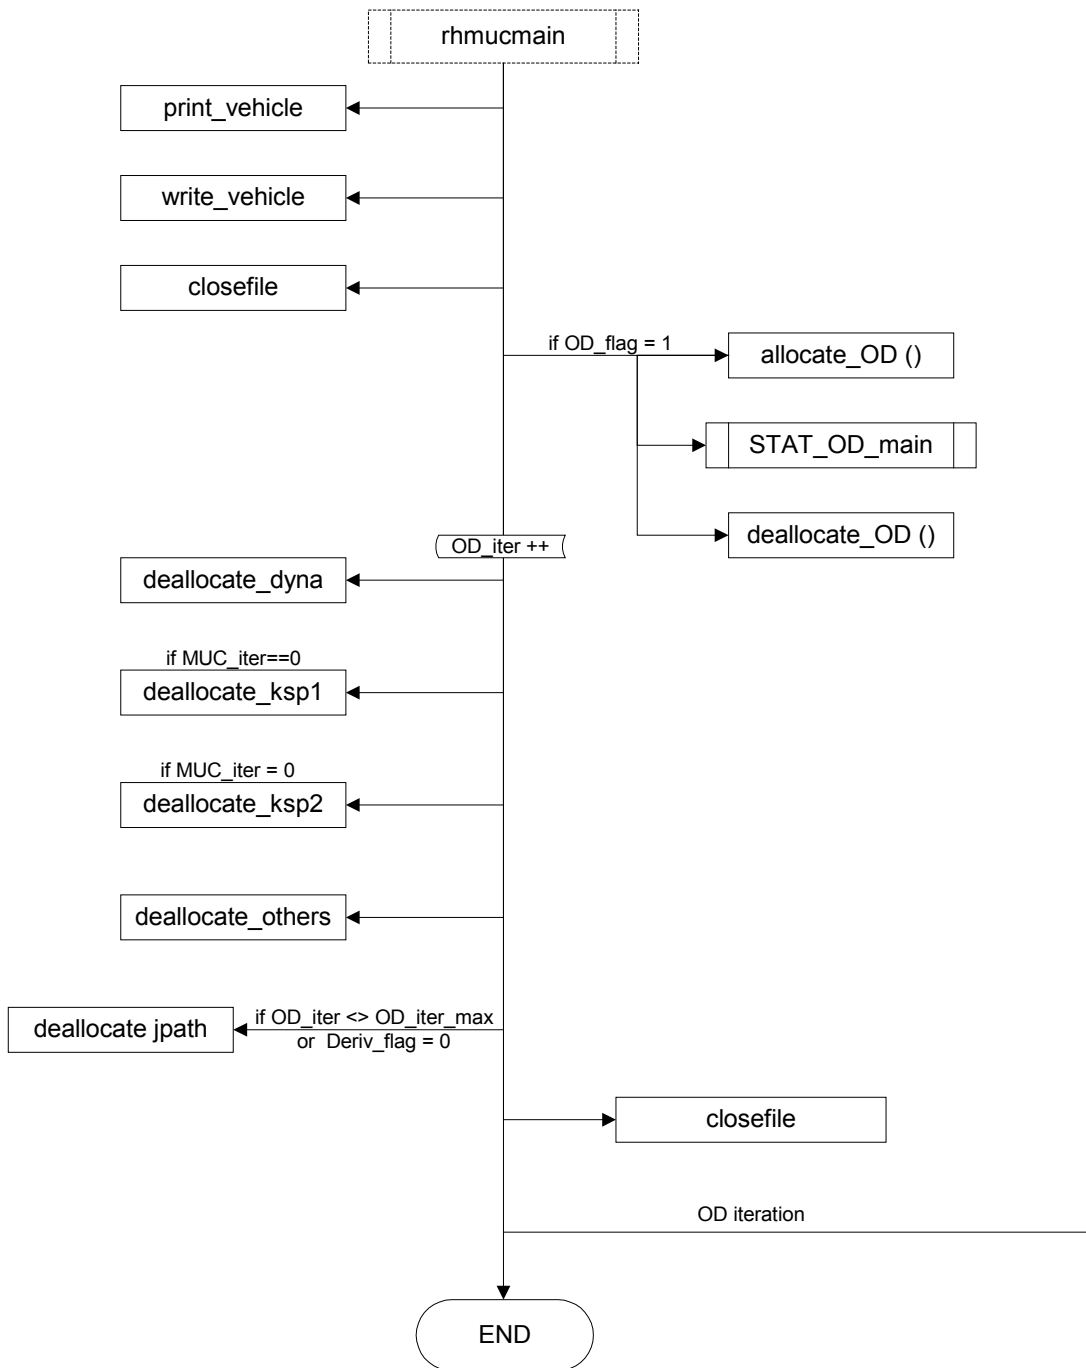 rhmucmain
print_vehicle
write_vehicle
closefile
if OD_flag = 1
allocate_OD ()
STAT_OD_main
deallocate_OD ()
OD_iter ++
deallocate_dyna
if MUC_iter==0
deallocate_ksp1
if MUC_iter = 0
deallocate_ksp2
deallocate_others
deallocate jpath
if OD_iter <> OD_iter_max
or Deriv_flag = 0
closefile
OD iteration
END